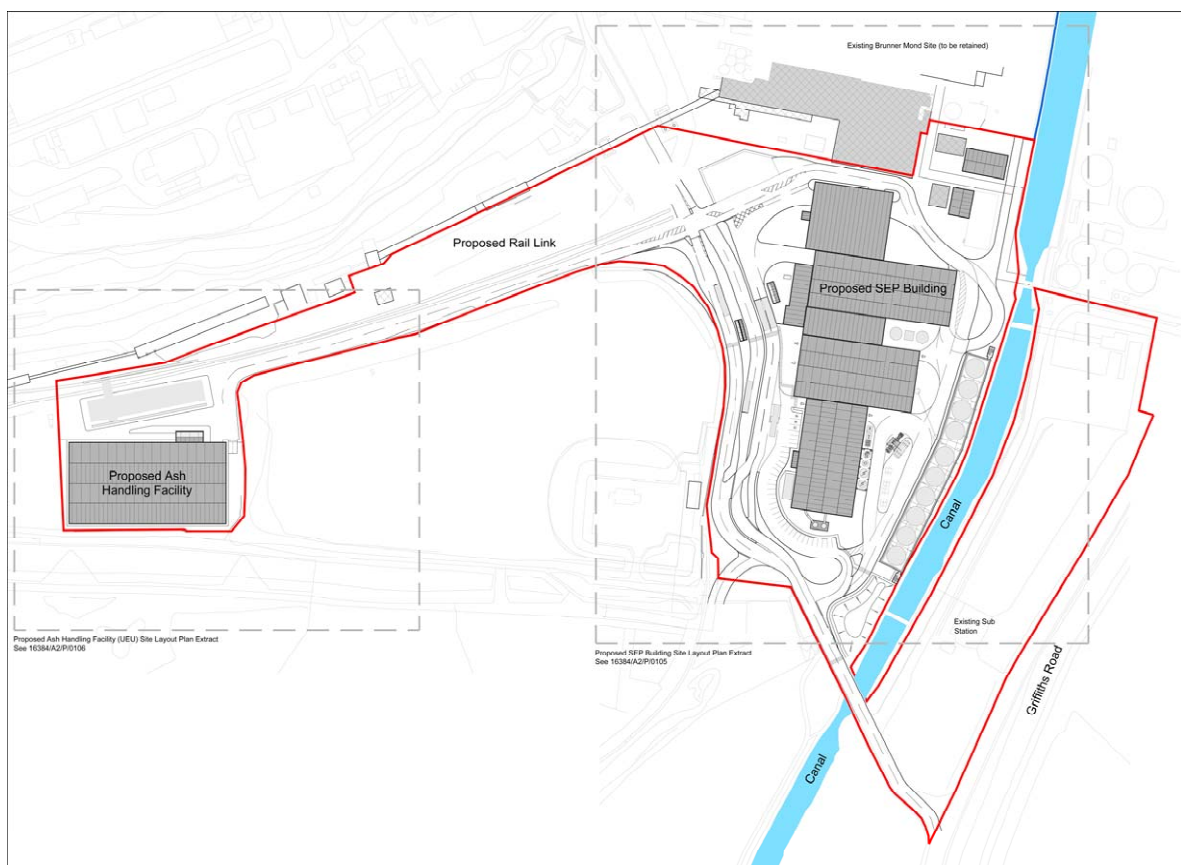 Existing Brunner Mond Site (to be retained)
Proposed Rail Link
Proposed SEP Building
Proposed Ash
Handling Facility
Canal
Existing Sub
Station
Proposed Ash Handling Facility (UEU) Site Layout Plan Extract
See 16384/A2/P/0106
Proposed SEP Building Site Layout Plan Extract
See 16384/A2/P/0105
Griffiths Road
Canal